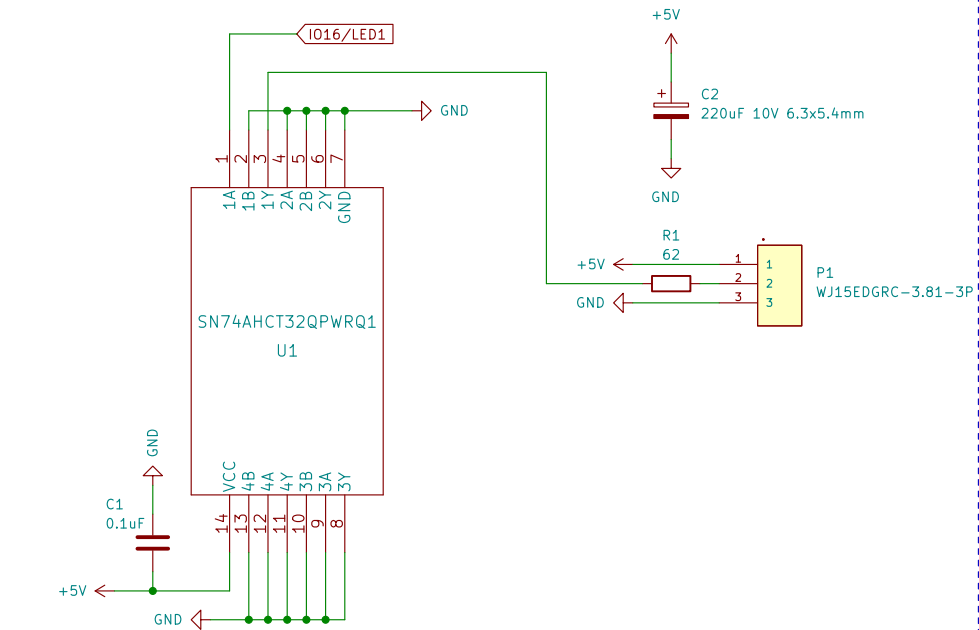 +5V
IO16/LED1
C2
220uF 10V 6.3x5.4mm
GND
1
2
3
4
5
6
7
1A
1B
1Y
2A
2B
2Y
GND
GND
R1
62
+5V
1
1
P1
2
2
WJ15EDGRC-3.81-3P
GND
3
3
SN74AHCT32QPWRQ1
U1
GND
VCC
4B
4A
4Y
3B
3A
3Y
C1
0.1uF
14
13
12
11
10
9
8
+5V
GND